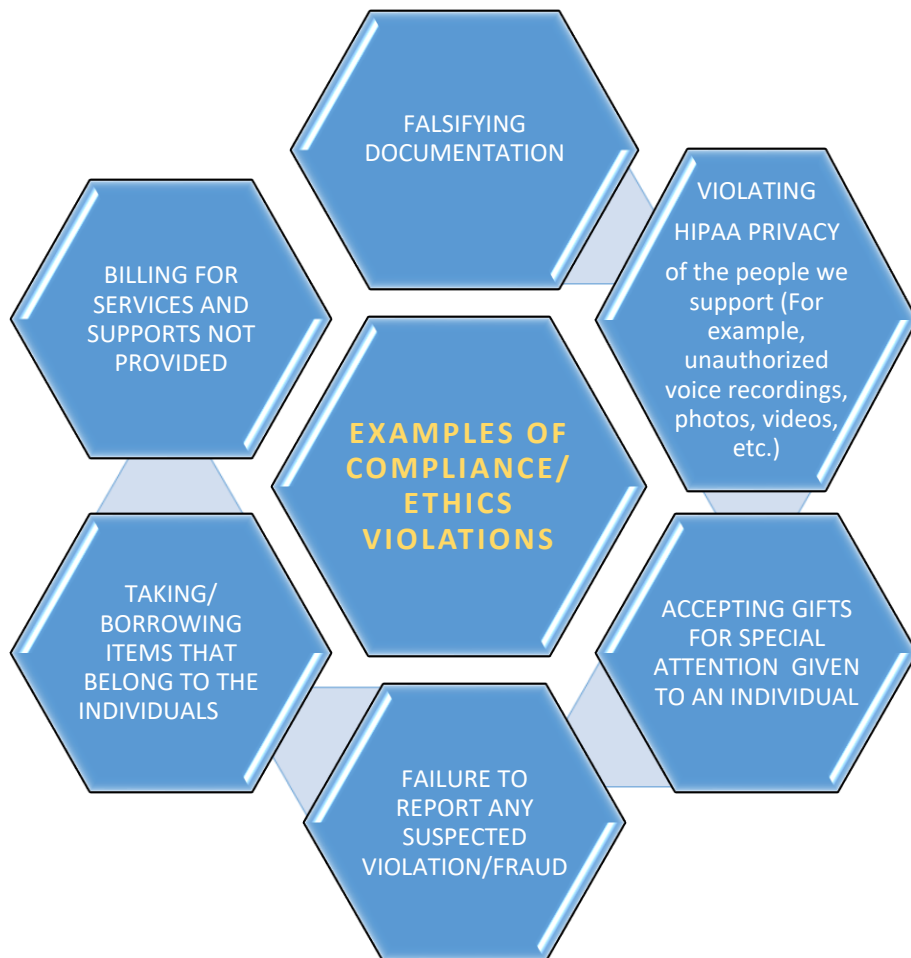 FALSIFYING
DOCUMENTATION
VIOLATING
HIPAA PRIVACY
of the people we
support (For
example,
unauthorized
voice recordings,
photos, videos,
etc.)
BILLING FOR
SERVICES AND
SUPPORTS NOT
PROVIDED
EXAMPLES OF
COMPLIANCE/
ETHICS
VIOLATIONS
TAKING/
BORROWING
ITEMS THAT
BELONG TO THE
INDIVIDUALS
ACCEPTING GIFTS
FOR SPECIAL
ATTENTION GIVEN
TO AN INDIVIDUAL
FAILURE TO
REPORT ANY
SUSPECTED
VIOLATION/FRAUD